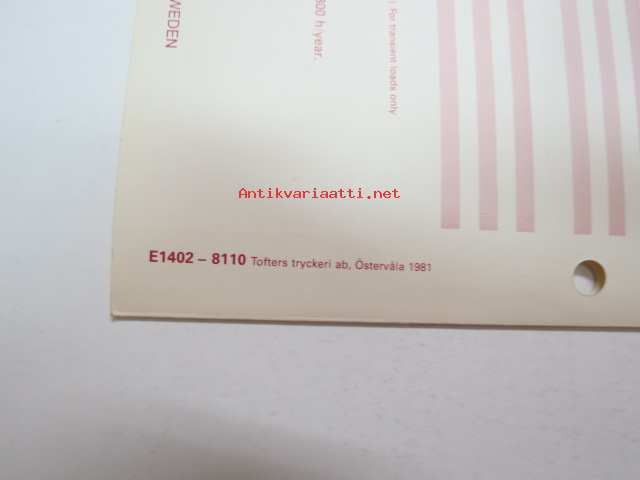 WEDEN
h/year.
) For transient loads only
Antikvariaatti.net
E1402 – 8110 Tofters tryckeri ab, Östervåla 1981